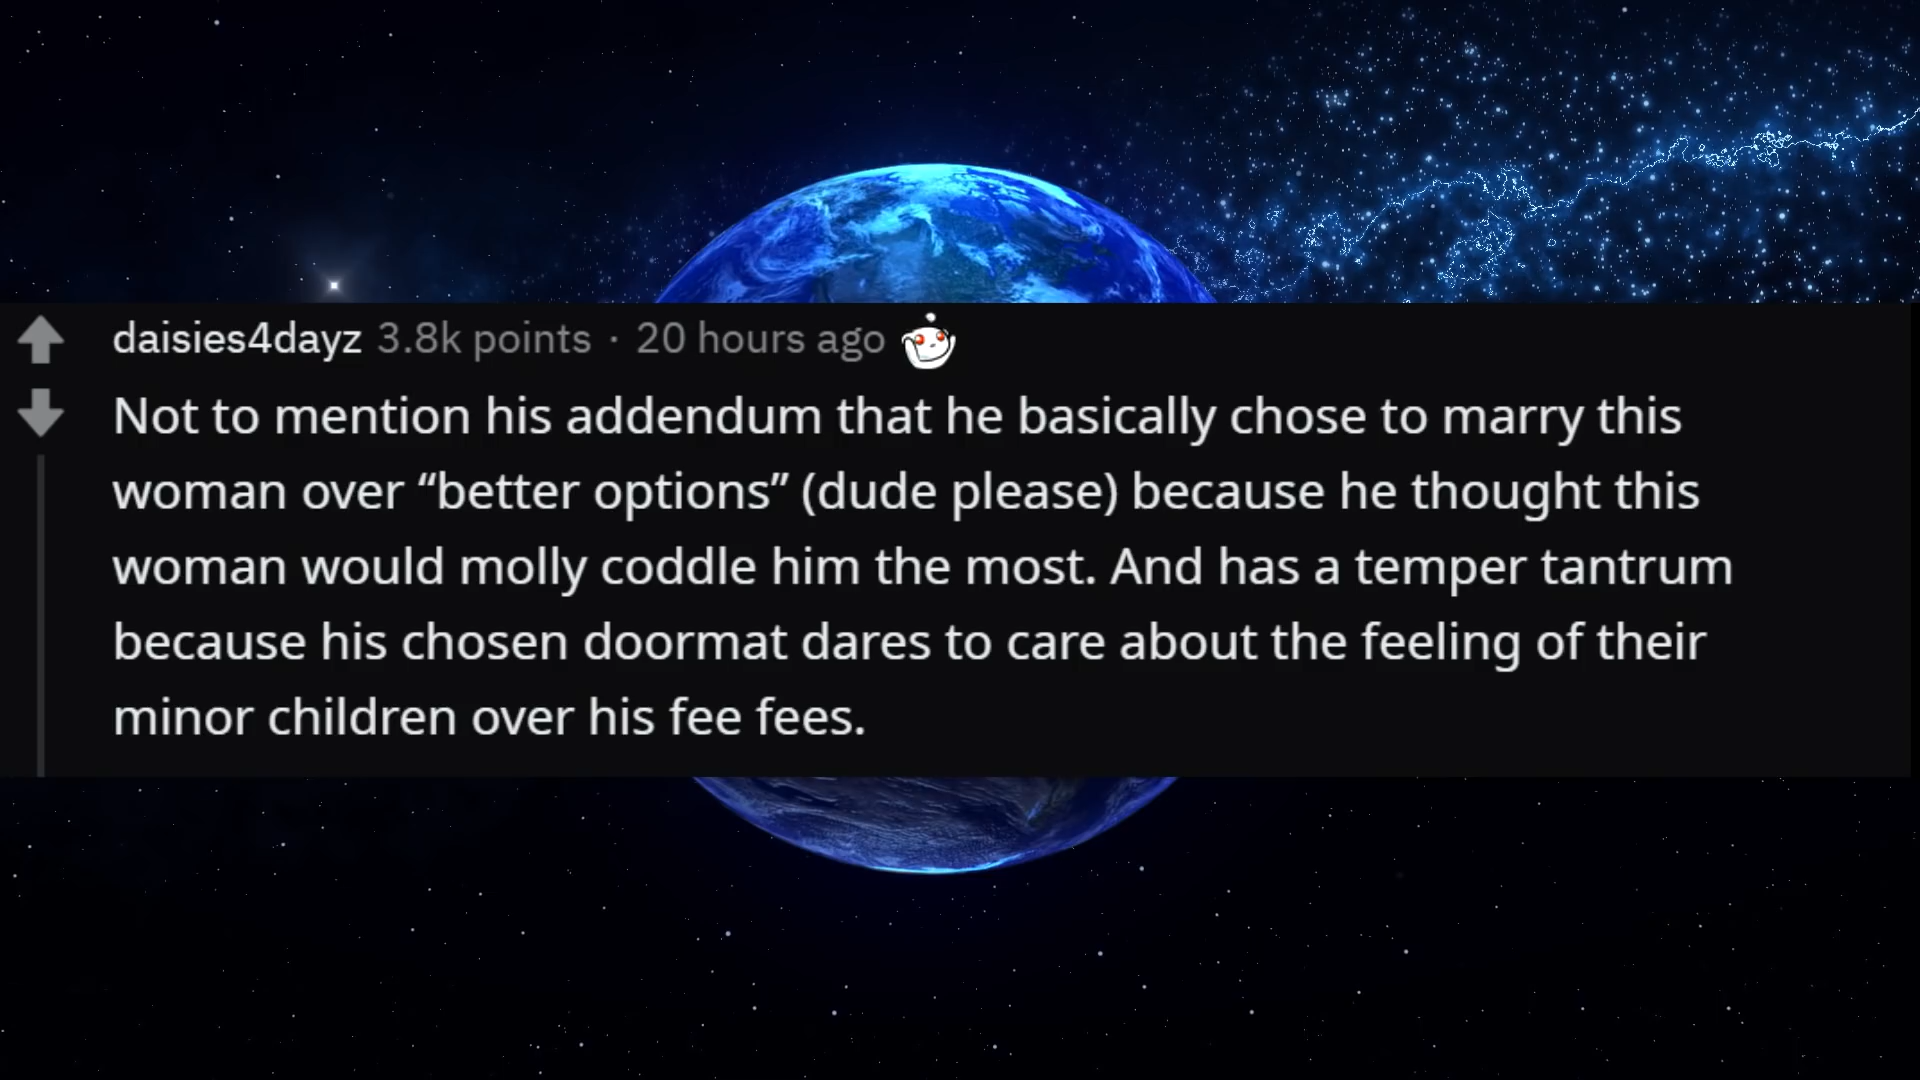 daisies4dayz 3.8k points · 20 hours ago
Not to mention his addendum that he basically chose to marry this
woman over “better options” (dude please) because he thought this
woman would molly coddle him the most. And has a temper tantrum
because his chosen doormat dares to care about the feeling of their
minor children over his fee fees.